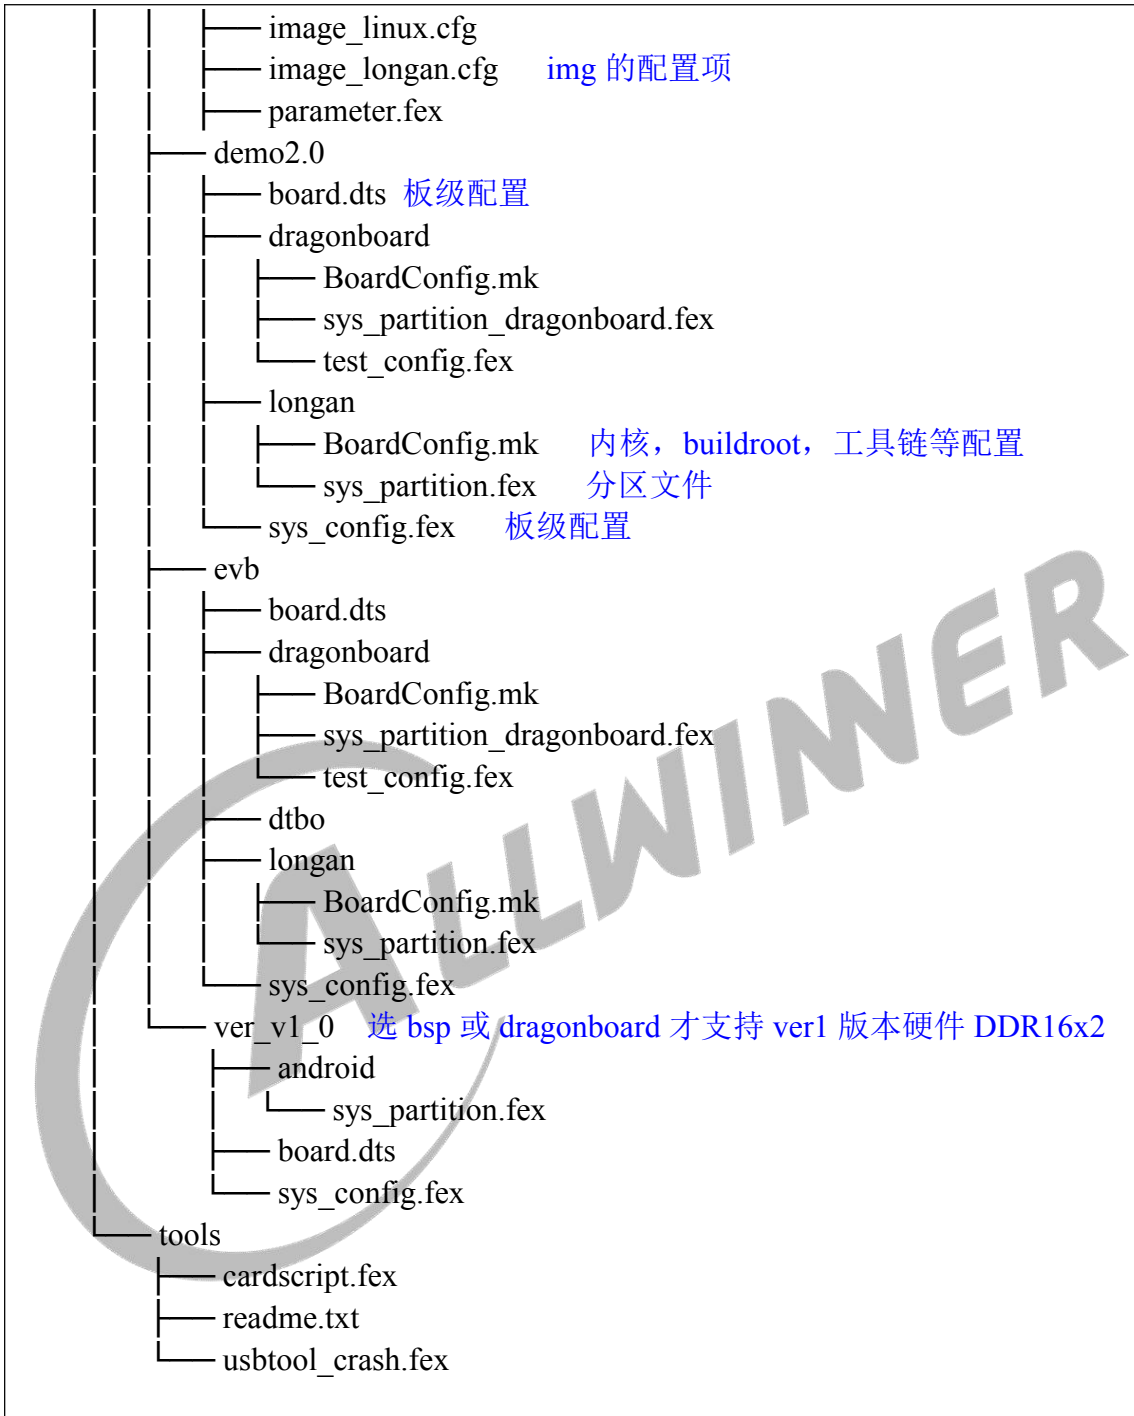 image_linux.cfg
image_longan.cfg img 的配置项
parameter.fex
demo2.0
board.dts 板级配置
dragonboard
BoardConfig.mk
sys_partition_dragonboard.fex
test_config.fex
longan
BoardConfig.mk 内核，buildroot，工具链等配置
sys_partition.fex 分区文件
sys_config.fex 板级配置
evb
board.dts
dragonboard
BoardConfig.mk
sys_partition_dragonboard.fex
test_config.fex
dtbo
longan
BoardConfig.mk
sys_partition.fex
sys_config.fex
ver_v1_0 选 bsp 或 dragonboard 才支持 ver1 版本硬件 DDR16x2
android
sys_partition.fex
board.dts
sys_config.fex
tools
cardscript.fex
readme.txt
usbtool_crash.fex
ALLWINNER